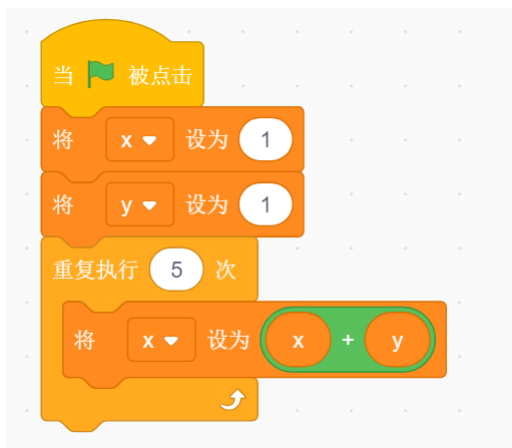 当 被点击
将 x 设为 1
将 y 设为 1
重复执行 5 次
将 x 设为 x + y